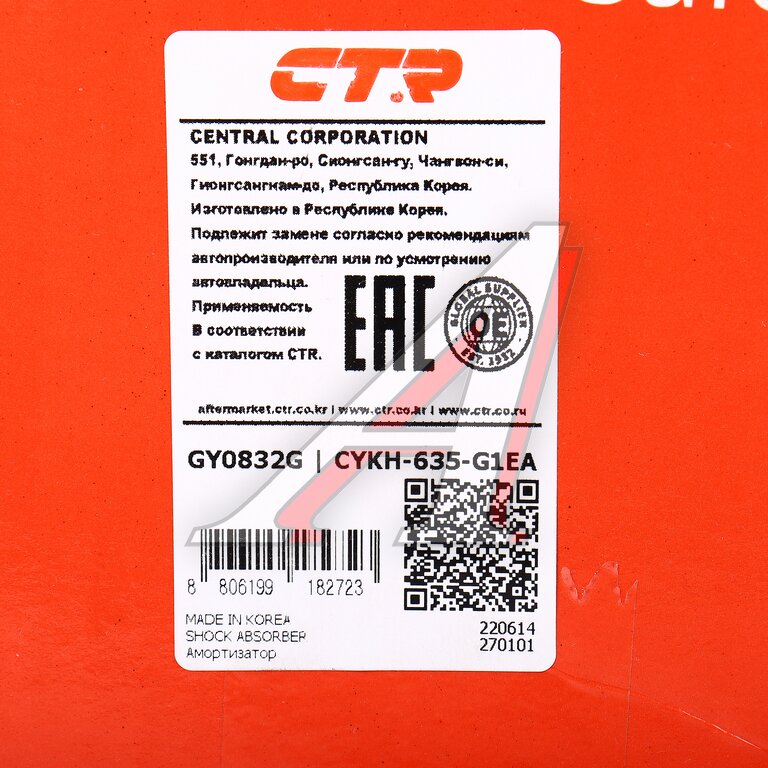 CTR
CENTRAL CORPORATION
551, Гонгдан-ро, Сионгсан-гу, Чангвон-си,
Гионгсангнам-до, Республика Корея.
Изготовлено в Республике Корея.
Подлежит замене согласно рекомендациям
автопроизводителя или по усмотрению
автовладельца.
Применяемость
В соответствии
с каталогом CTR.
EAC
GLOBAL SUPPLIER
OE
EST. 1952
aftermarket.ctr.co.kr | www.ctr.co.kr | www.ctr.co.ru
GY0832G | CYKH-635-G1EA
8 806199 182723
MADE IN KOREA
SHOCK ABSORBER
Амортизатор
220614
270101